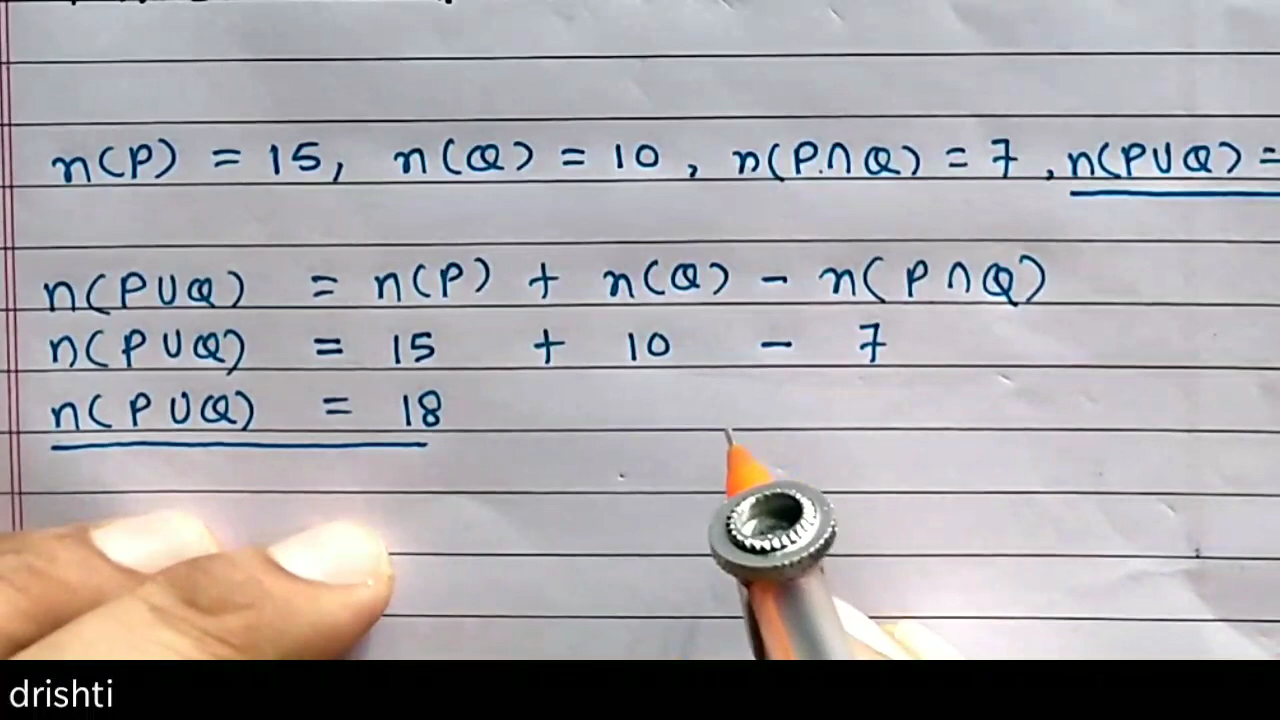 n(P) = 15, n(Q) = 10, n(P∩Q) = 7, n(P∪Q) =
n(P∪Q) = n(P) + n(Q) - n(P∩Q)
n(P∪Q) = 15 + 10 - 7
n(P∪Q) = 18
drishti